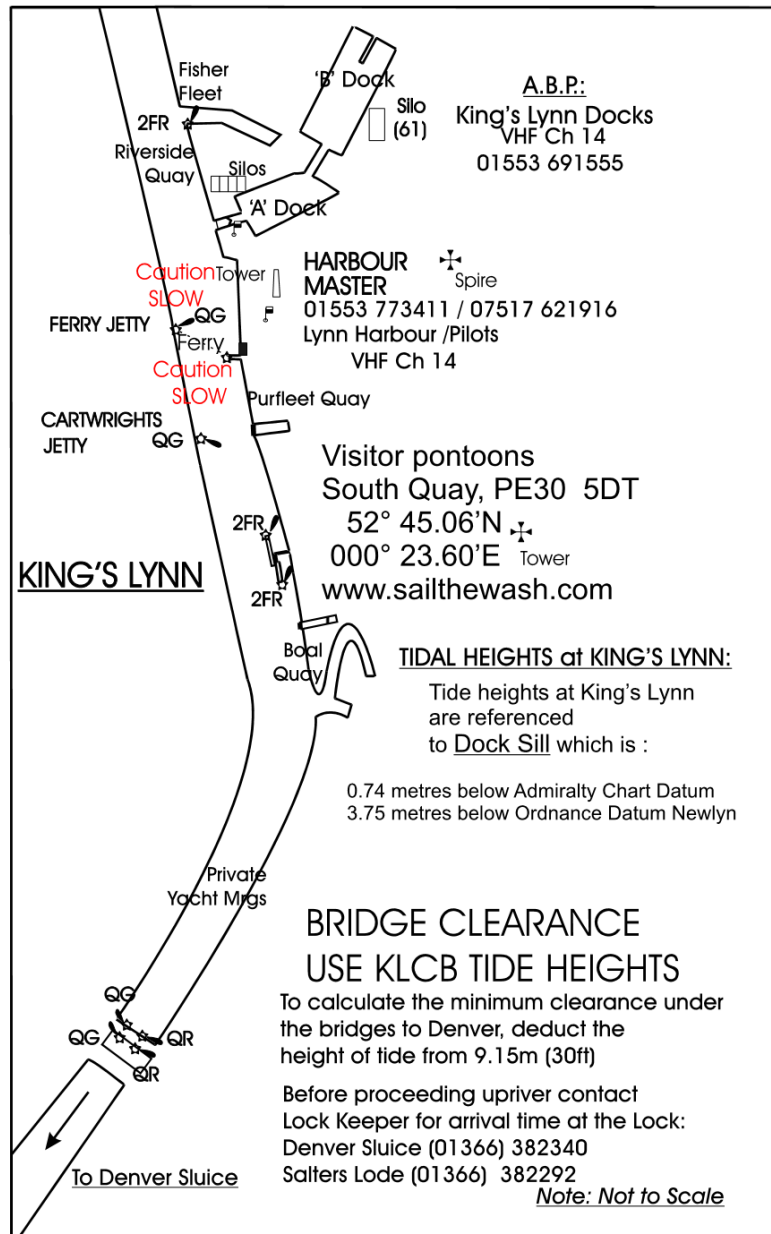 Fisher
Fleet
'B' Dock
Silo
(61)
A.B.P.:
King's Lynn Docks
VHF Ch 14
01553 691555
2FR
Riverside
Quay
Silos
'A' Dock
Caution
SLOW
Tower
HARBOUR
MASTER
Spire
01553 773411 / 07517 621916
Lynn Harbour /Pilots
VHF Ch 14
FERRY JETTY
QG
Ferry
Caution
SLOW
Purfleet Quay
CARTWRIGHTS
JETTY
QG
Visitor pontoons
South Quay, PE30 5DT
52° 45.06'N
000° 23.60'E
Tower
www.sailthewash.com
2FR
2FR
KING'S LYNN
Boal
Quay
TIDAL HEIGHTS at KING'S LYNN:
Tide heights at King's Lynn
are referenced
to Dock Sill which is :
0.74 metres below Admiralty Chart Datum
3.75 metres below Ordnance Datum Newlyn
Private
Yacht Mrgs
BRIDGE CLEARANCE
USE KLCB TIDE HEIGHTS
To calculate the minimum clearance under
the bridges to Denver, deduct the
height of tide from 9.15m (30ft)
QG
QG
QR
QR
Before proceeding upriver contact
Lock Keeper for arrival time at the Lock:
Denver Sluice (01366) 382340
Salters Lode (01366) 382292
To Denver Sluice
Note: Not to Scale